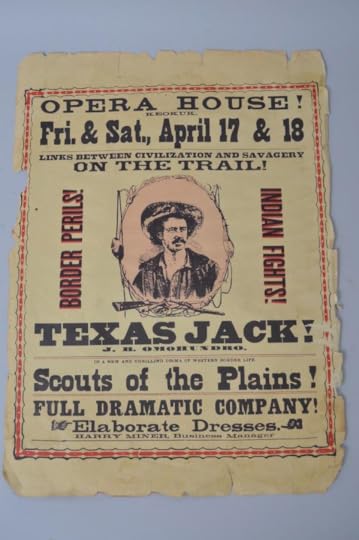 OPERA HOUSE!
KEOKUK.
Fri. & Sat., April 17 & 18
LINKS BETWEEN CIVILIZATION AND SAVAGERY
ON THE TRAIL!
BORDER PERILS!
INDIAN FIGHTS!
TEXAS JACK!
J. B. OMOHUNDRO.
IN A NEW AND THRILLING DRAMA OF WESTERN BORDER LIFE.
Scouts of the Plains!
FULL DRAMATIC COMPANY!
Elaborate Dresses.
HARRY MINER, Business Manager